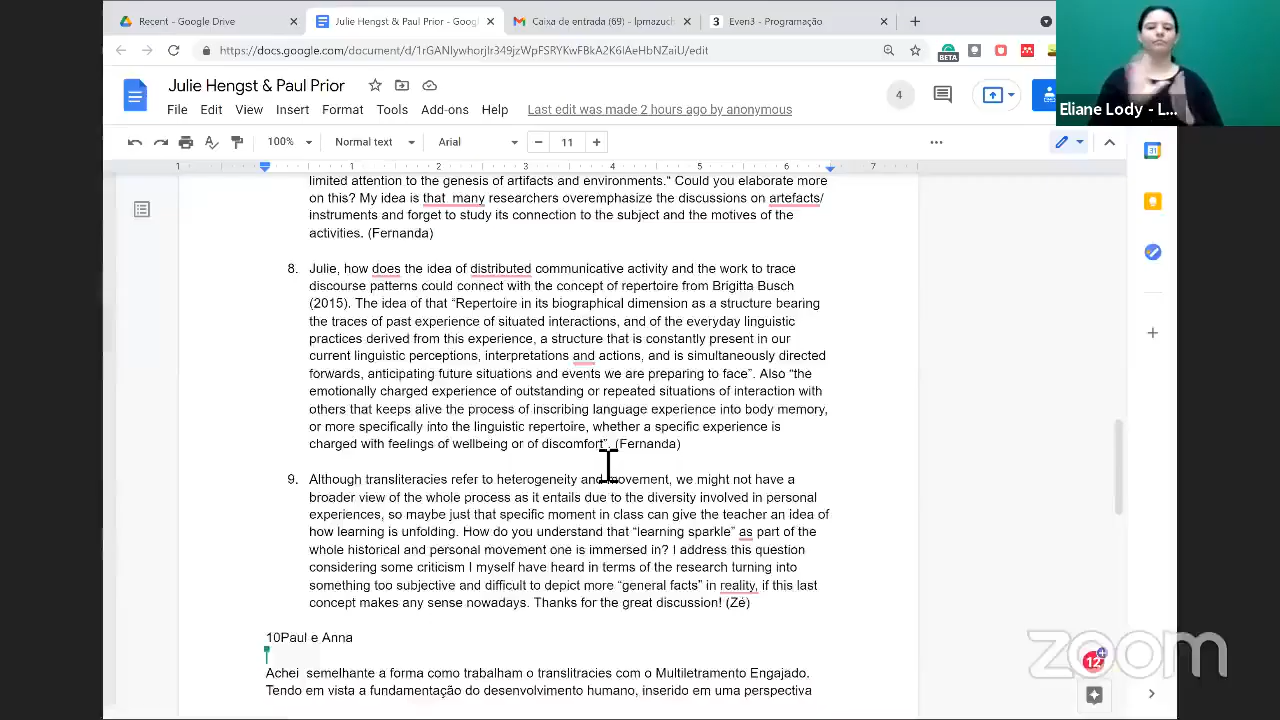 Recent - Google Drive
Julie Hengst & Paul Prior - Goog
Caixa de entrada (69) - lpmazuch
3 Even3 - Programação
https://docs.google.com/document/d/1rGANlywhorjlr349jzWpFSRYKwFBkA2K6lAeHbNZaiU/edit
BETA
Eliane Lody - L...
Julie Hengst & Paul Prior
4
File Edit View Insert Format Tools Add-ons Help Last edit was made 2 hours ago by anonymous
100% Normal text Arial 11
31
1 1 2 3 4 5 6 7
limited attention to the genesis of artifacts and environments.“ Could you elaborate more
on this? My idea is that many researchers overemphasize the discussions on artefacts/
instruments and forget to study its connection to the subject and the motives of the
activities. (Fernanda)
8. Julie, how does the idea of distributed communicative activity and the work to trace
discourse patterns could connect with the concept of repertoire from Brigitta Busch
(2015). The idea of that “Repertoire in its biographical dimension as a structure bearing
the traces of past experience of situated interactions, and of the everyday linguistic
practices derived from this experience, a structure that is constantly present in our
current linguistic perceptions, interpretations and actions, and is simultaneously directed
forwards, anticipating future situations and events we are preparing to face”. Also “the
emotionally charged experience of outstanding or repeated situations of interaction with
others that keeps alive the process of inscribing language experience into body memory,
or more specifically into the linguistic repertoire, whether a specific experience is
charged with feelings of wellbeing or of discomfort”. (Fernanda)
9. Although transliteracies refer to heterogeneity and movement, we might not have a
broader view of the whole process as it entails due to the diversity involved in personal
experiences, so maybe just that specific moment in class can give the teacher an idea of
how learning is unfolding. How do you understand that “learning sparkle” as part of the
whole historical and personal movement one is immersed in? I address this question
considering some criticism I myself have heard in terms of the research turning into
something too subjective and difficult to depict more “general facts” in reality, if this last
concept makes any sense nowadays. Thanks for the great discussion! (Zé)
10Paul e Anna
Achei semelhante a forma como trabalham o translitracies com o Multiletramento Engajado.
Tendo em vista a fundamentação do desenvolvimento humano, inserido em uma perspectiva
zoom
12